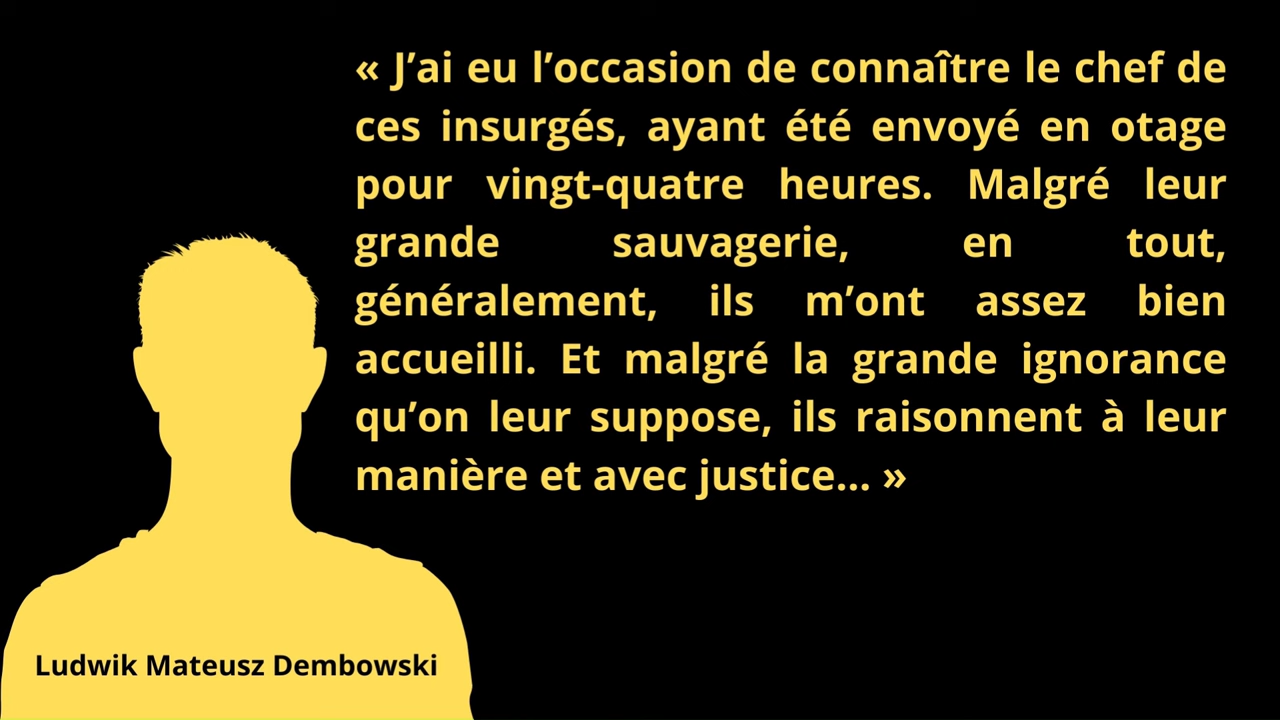 « J’ai eu l’occasion de connaître le chef de
ces insurgés, ayant été envoyé en otage
pour vingt-quatre heures. Malgré leur
grande sauvagerie, en tout,
généralement, ils m’ont assez bien
accueilli. Et malgré la grande ignorance
qu’on leur suppose, ils raisonnent à leur
manière et avec justice... »
Ludwik Mateusz Dembowski